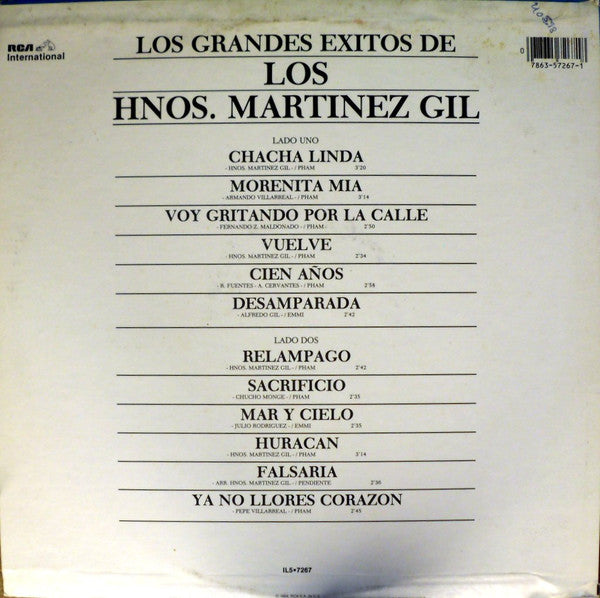 RCA
International
0
7863-57267-1
LOS GRANDES EXITOS DE
LOS
HNOS. MARTINEZ GIL
LADO UNO
CHACHA LINDA
- HNOS. MARTINEZ GIL - / PHAM 3'20
MORENITA MIA
- ARMANDO VILLARREAL - / PHAM 3'14
VOY GRITANDO POR LA CALLE
- FERNANDO Z. MALDONADO - / PHAM - 2'50
VUELVE
- HNOS. MARTINEZ GIL - / PHAM 2'34
CIEN AÑOS
- R. FUENTES - A. CERVANTES - / PHAM 2'58
DESAMPARADA
- ALFREDO GIL - / EMMI 2'42
LADO DOS
RELAMPAGO
- HNOS. MARTINEZ GIL - / PHAM 2'42
SACRIFICIO
- CHUCHO MONGE - / PHAM 2'35
MAR Y CIELO
- JULIO RODRIGUEZ - / EMMI 2'35
HURACAN
- HNOS. MARTINEZ GIL - / PHAM 3'14
FALSARIA
- ARR. HNOS. MARTINEZ GIL - / PENDIENTE 2'36
YA NO LLORES CORAZON
- PEPE VILLARREAL - / PHAM 2'45
IL5•7267